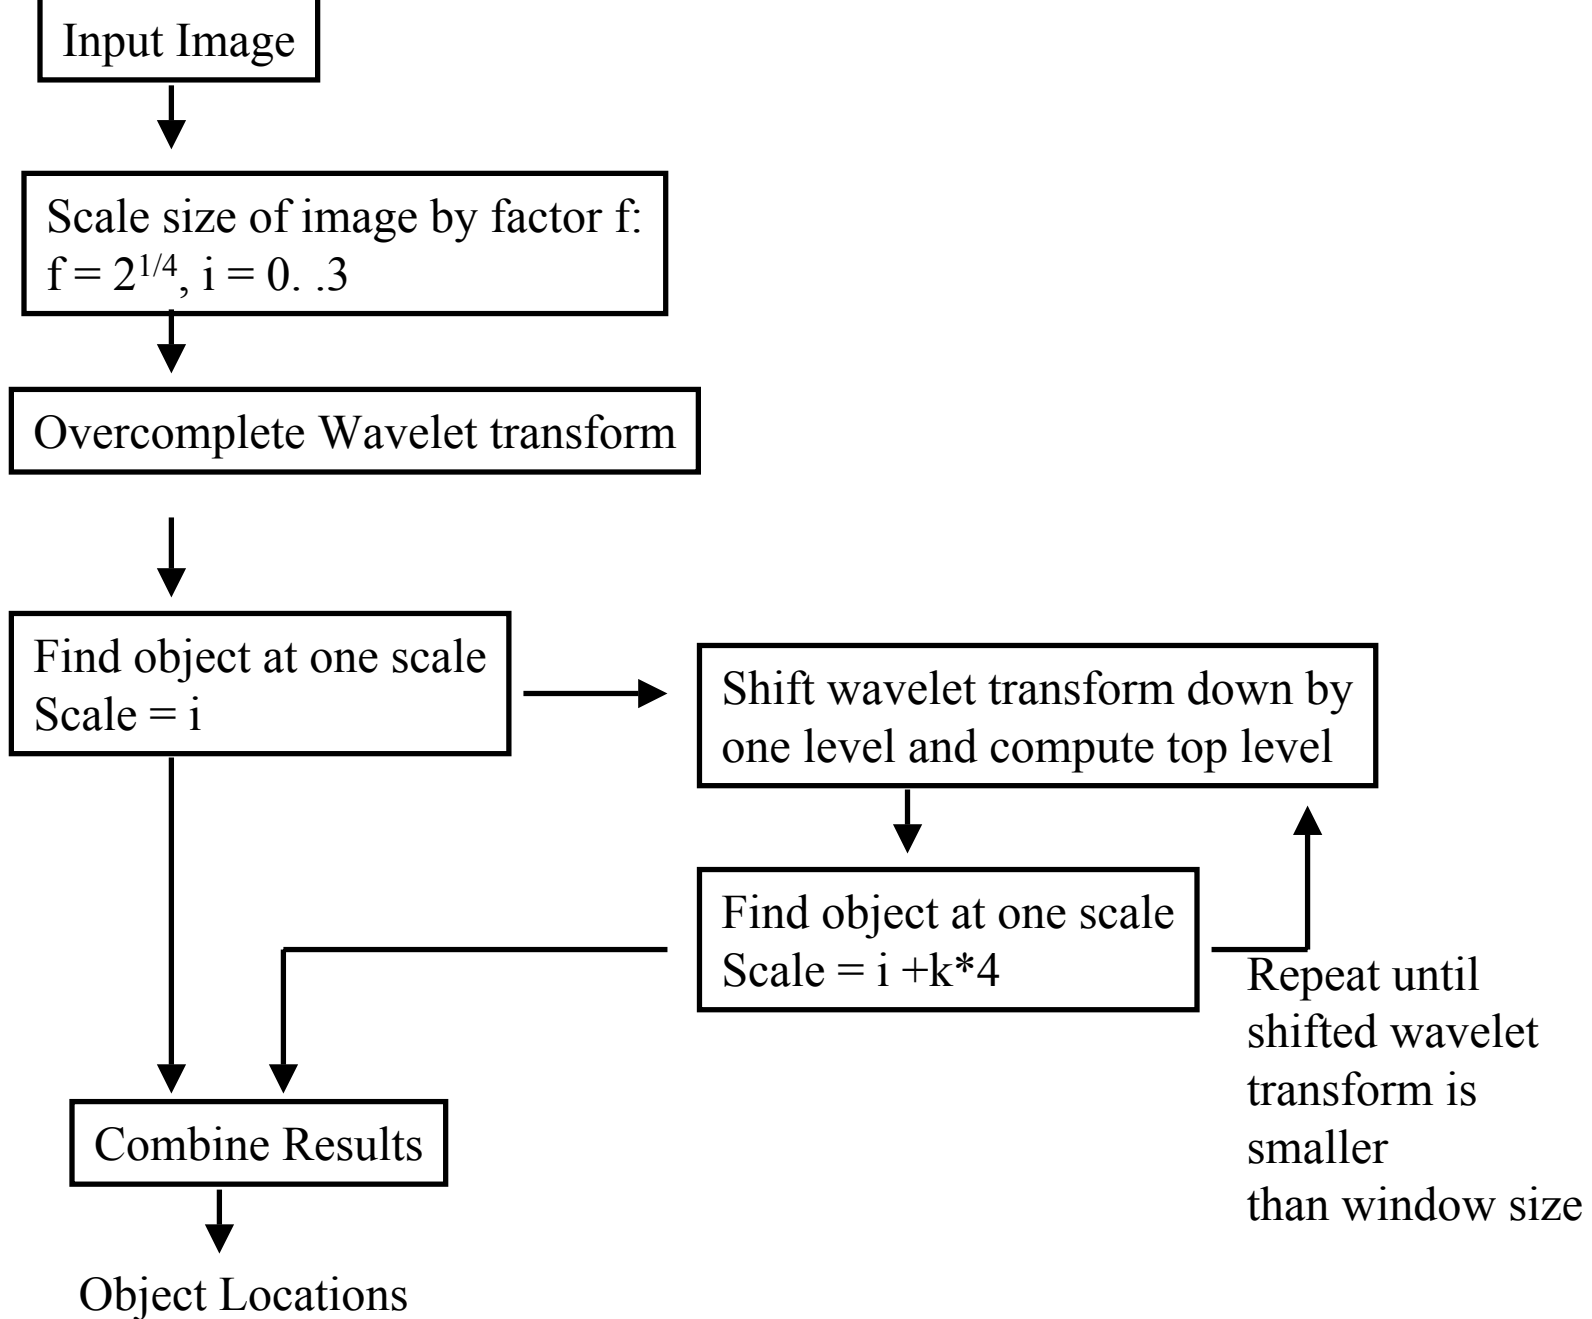 Input Image
Scale size of image by factor f:
f = 2^{1/4}, i = 0. .3
Overcomplete Wavelet transform
Find object at one scale
Scale = i
Shift wavelet transform down by
one level and compute top level
Find object at one scale
Scale = i +k*4
Repeat until
shifted wavelet
transform is
smaller
than window size
Combine Results
Object Locations